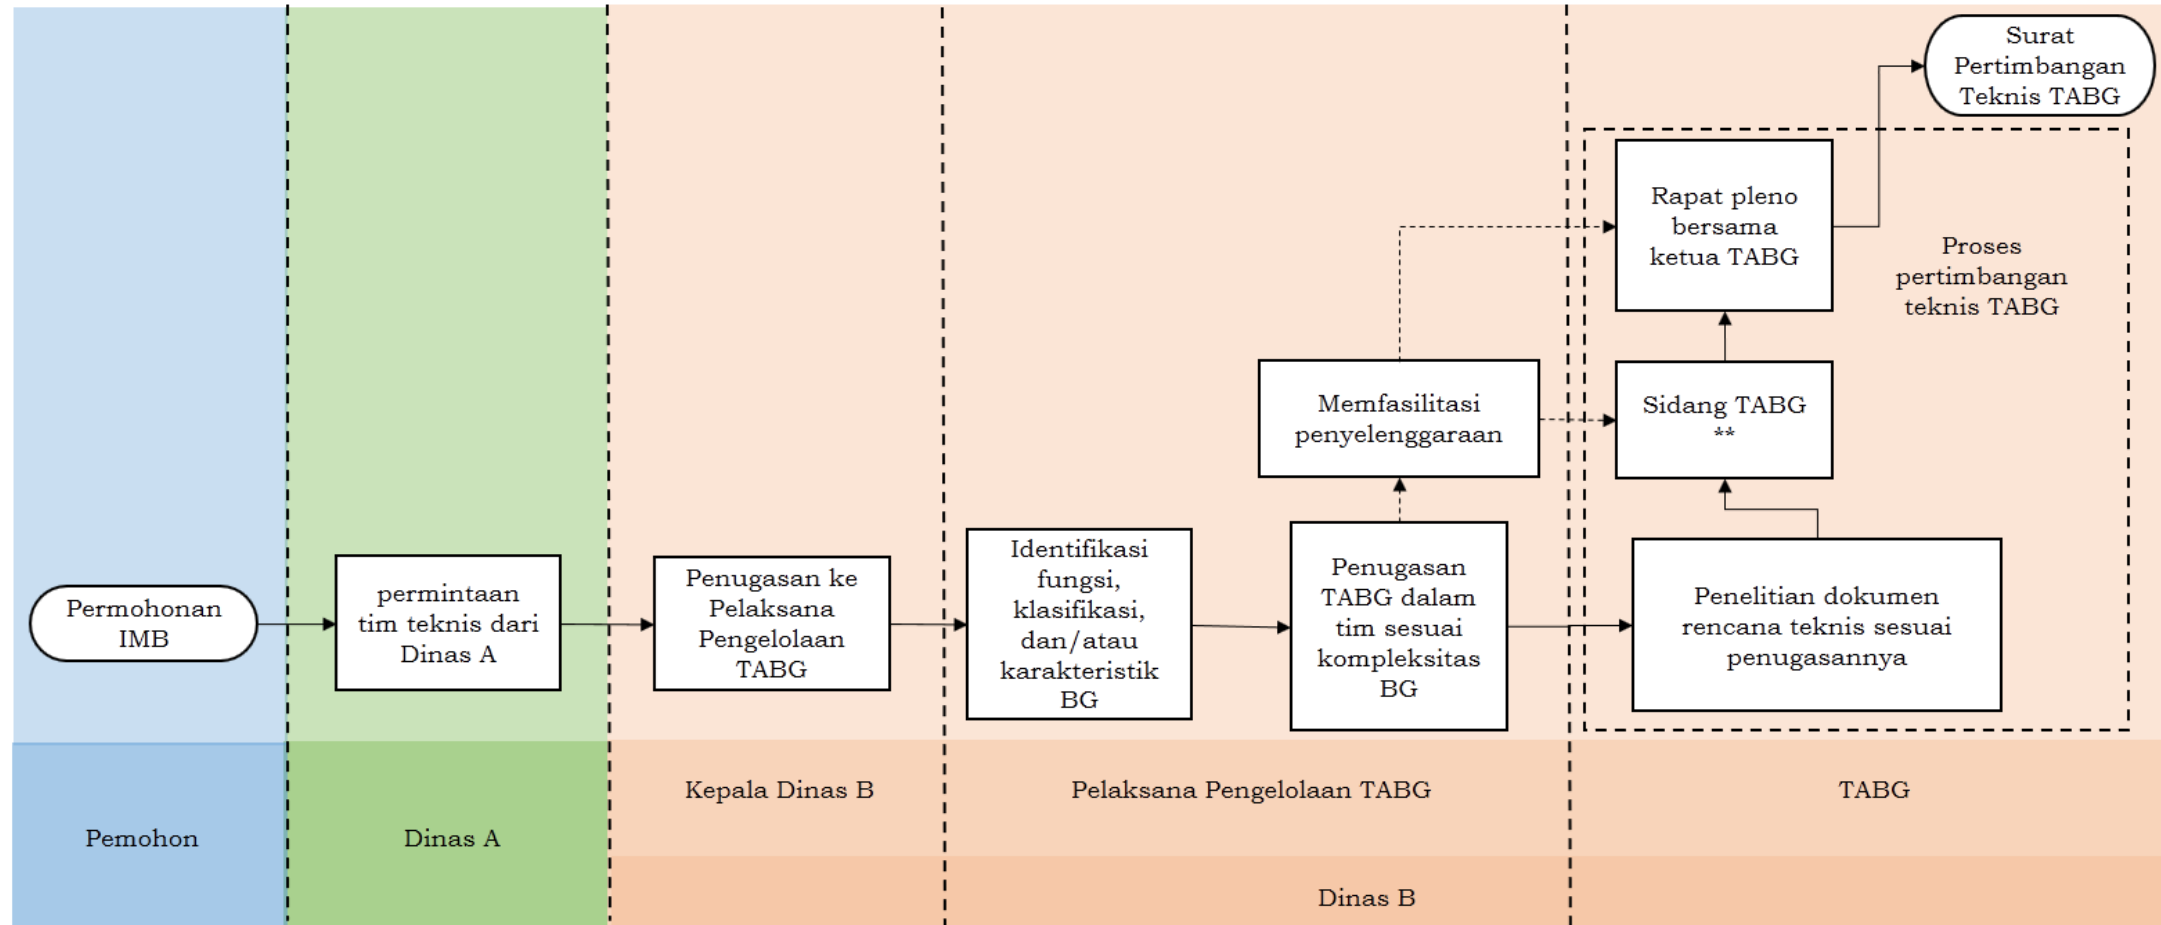 Permohonan
IMB
permintaan
tim teknis dari
Dinas A
Penugasan ke
Pelaksana
Pengelolaan
TABG
Identifikasi
fungsi,
klasifikasi,
dan/atau
karakteristik
BG
Penugasan
TABG dalam
tim sesuai
kompleksitas
BG
Memfasilitasi
penyelenggaraan
Penelitian dokumen
rencana teknis sesuai
penugasannya
Sidang TABG
**
Rapat pleno
bersama
ketua TABG
Proses
pertimbangan
teknis TABG
Surat
Pertimbangan
Teknis TABG
Pemohon
Dinas A
Kepala Dinas B
Pelaksana Pengelolaan TABG
TABG
Dinas B